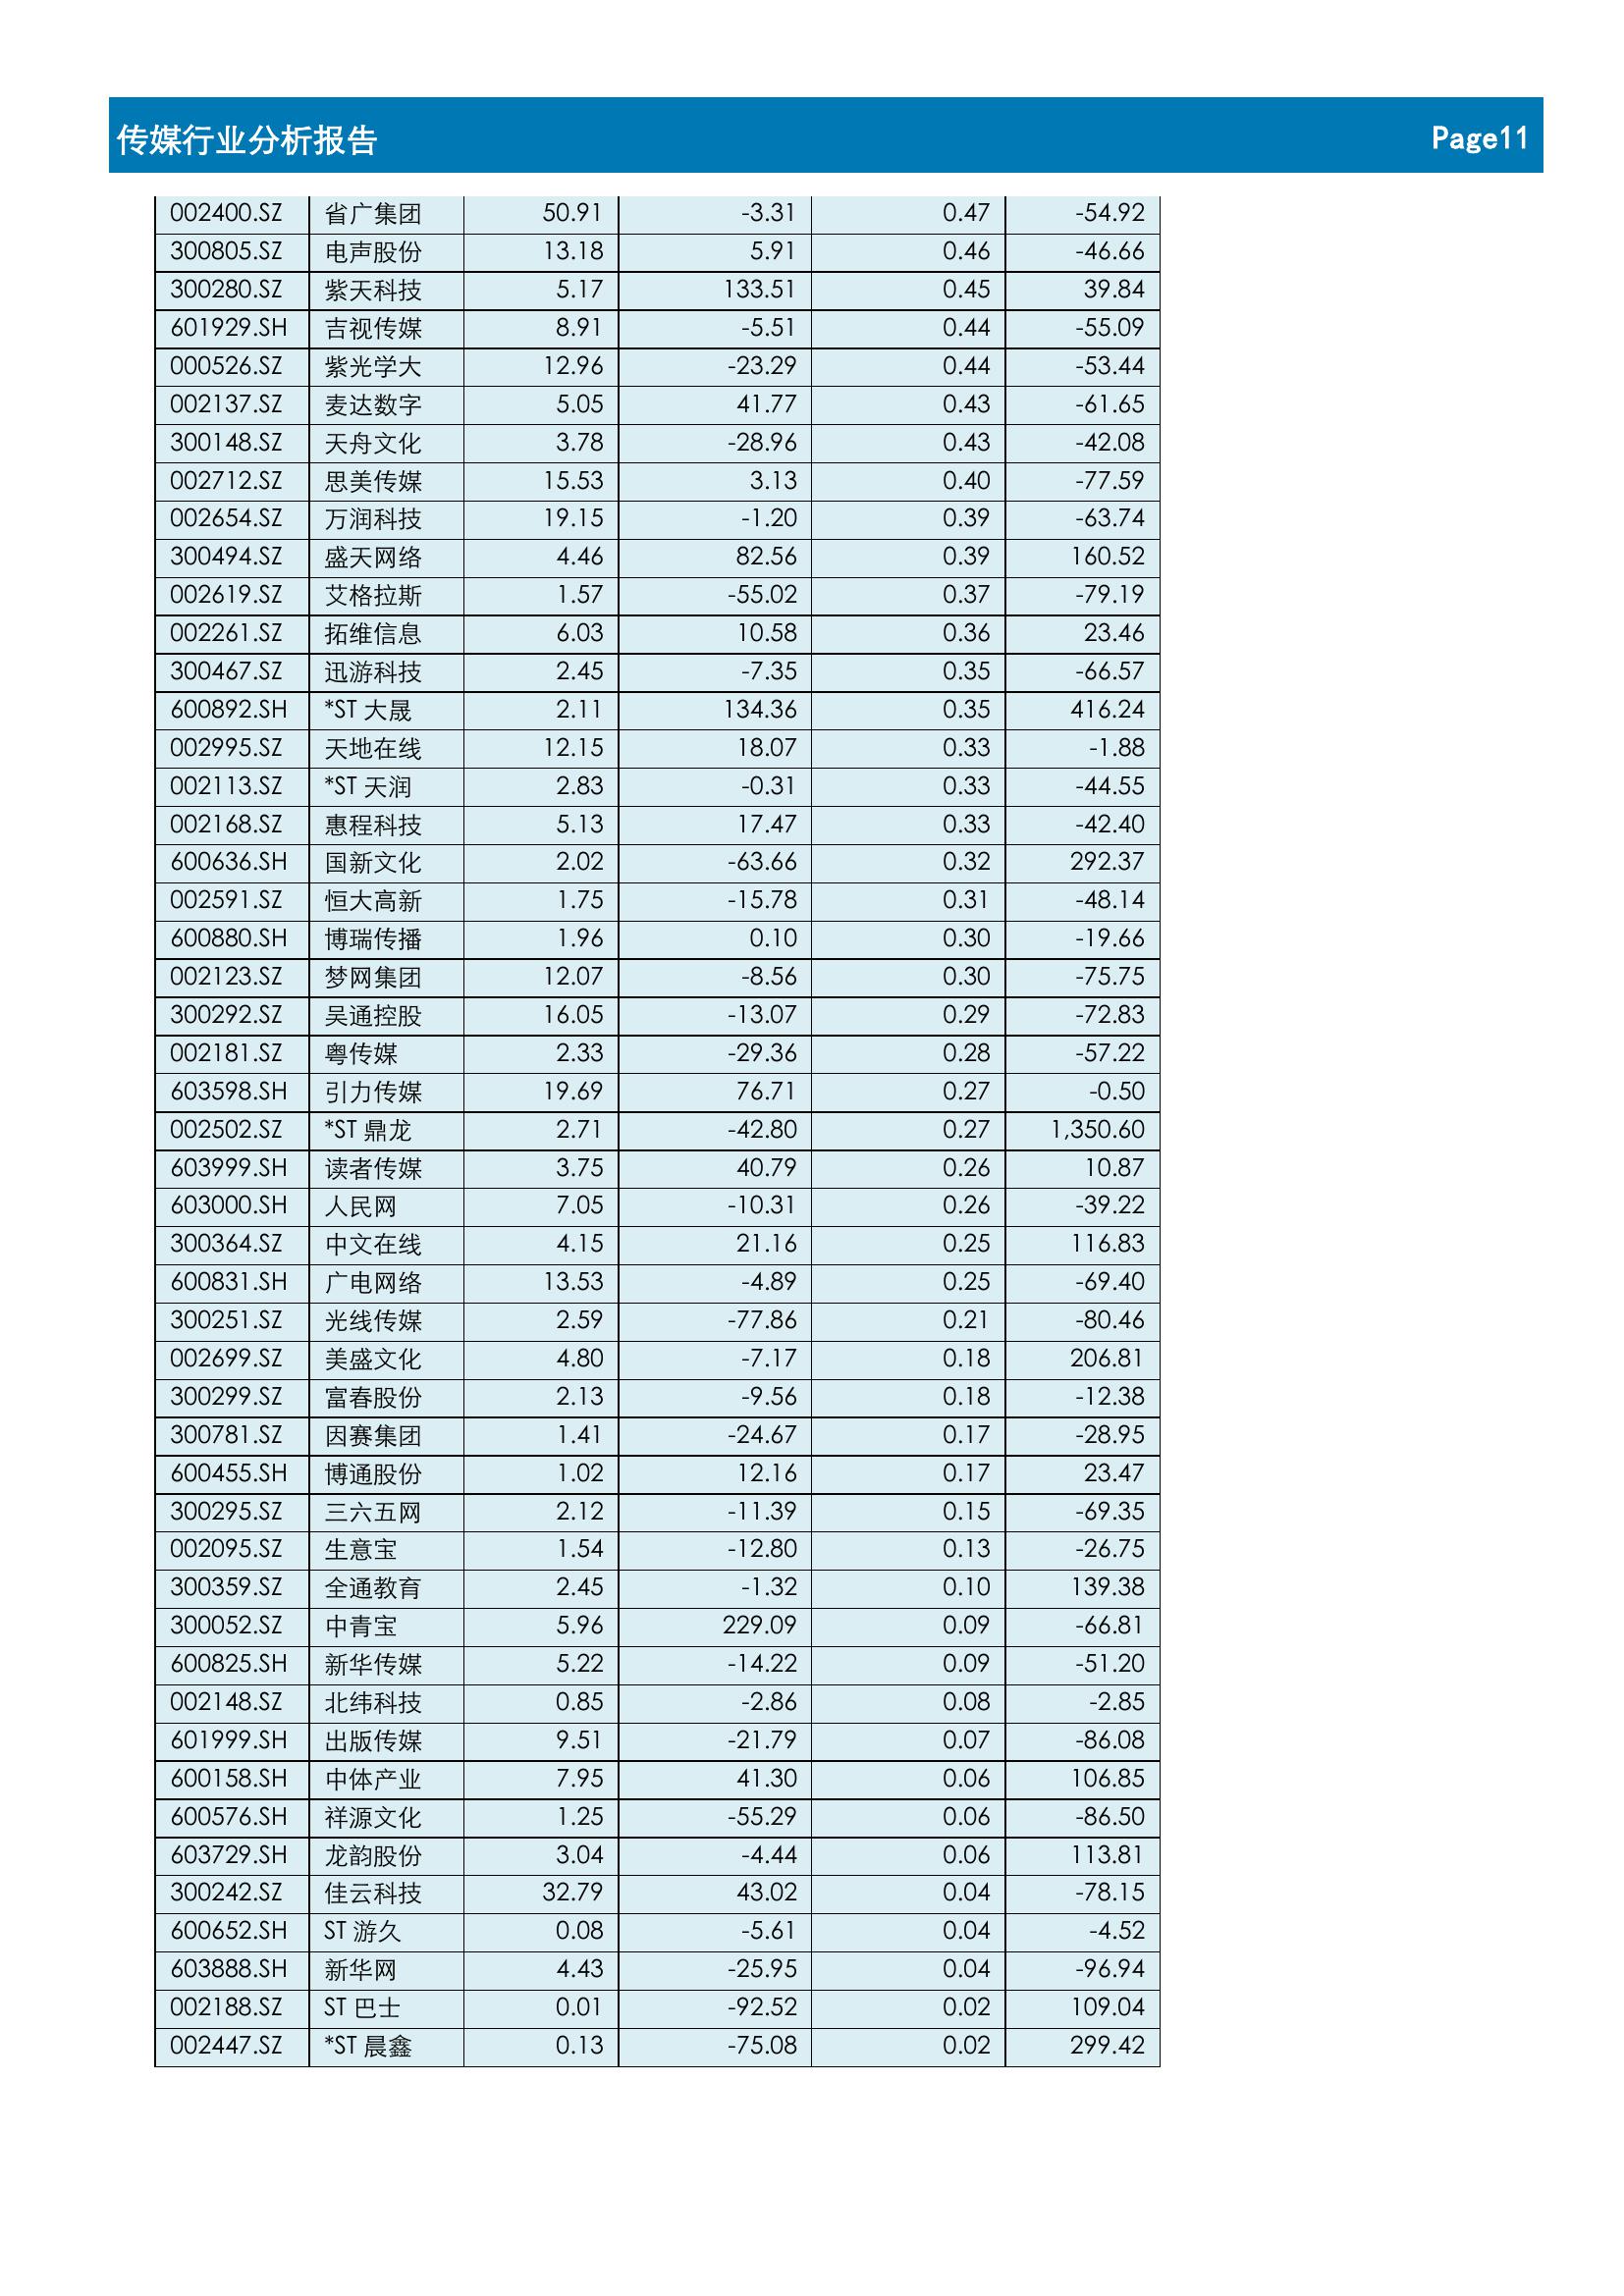 传媒行业分析报告 Page11
002400.SZ 省广集团 50.91 -3.31 0.47 -54.92
300805.SZ 电声股份 13.18 5.91 0.46 -46.66
300280.SZ 紫天科技 5.17 133.51 0.45 39.84
601929.SH 吉视传媒 8.91 -5.51 0.44 -55.09
000526.SZ 紫光学大 12.96 -23.29 0.44 -53.44
002137.SZ 麦达数字 5.05 41.77 0.43 -61.65
300148.SZ 天舟文化 3.78 -28.96 0.43 -42.08
002712.SZ 思美传媒 15.53 3.13 0.40 -77.59
002654.SZ 万润科技 19.15 -1.20 0.39 -63.74
300494.SZ 盛天网络 4.46 82.56 0.39 160.52
002619.SZ 艾格拉斯 1.57 -55.02 0.37 -79.19
002261.SZ 拓维信息 6.03 10.58 0.36 23.46
300467.SZ 迅游科技 2.45 -7.35 0.35 -66.57
600892.SH *ST 大晟 2.11 134.36 0.35 416.24
002995.SZ 天地在线 12.15 18.07 0.33 -1.88
002113.SZ *ST 天润 2.83 -0.31 0.33 -44.55
002168.SZ 惠程科技 5.13 17.47 0.33 -42.40
600636.SH 国新文化 2.02 -63.66 0.32 292.37
002591.SZ 恒大高新 1.75 -15.78 0.31 -48.14
600880.SH 博瑞传播 1.96 0.10 0.30 -19.66
002123.SZ 梦网集团 12.07 -8.56 0.30 -75.75
300292.SZ 吴通控股 16.05 -13.07 0.29 -72.83
002181.SZ 粤传媒 2.33 -29.36 0.28 -57.22
603598.SH 引力传媒 19.69 76.71 0.27 -0.50
002502.SZ *ST 鼎龙 2.71 -42.80 0.27 1,350.60
603999.SH 读者传媒 3.75 40.79 0.26 10.87
603000.SH 人民网 7.05 -10.31 0.26 -39.22
300364.SZ 中文在线 4.15 21.16 0.25 116.83
600831.SH 广电网络 13.53 -4.89 0.25 -69.40
300251.SZ 光线传媒 2.59 -77.86 0.21 -80.46
002699.SZ 美盛文化 4.80 -7.17 0.18 206.81
300299.SZ 富春股份 2.13 -9.56 0.18 -12.38
300781.SZ 因赛集团 1.41 -24.67 0.17 -28.95
600455.SH 博通股份 1.02 12.16 0.17 23.47
300295.SZ 三六五网 2.12 -11.39 0.15 -69.35
002095.SZ 生意宝 1.54 -12.80 0.13 -26.75
300359.SZ 全通教育 2.45 -1.32 0.10 139.38
300052.SZ 中青宝 5.96 229.09 0.09 -66.81
600825.SH 新华传媒 5.22 -14.22 0.09 -51.20
002148.SZ 北纬科技 0.85 -2.86 0.08 -2.85
601999.SH 出版传媒 9.51 -21.79 0.07 -86.08
600158.SH 中体产业 7.95 41.30 0.06 106.85
600576.SH 祥源文化 1.25 -55.29 0.06 -86.50
603729.SH 龙韵股份 3.04 -4.44 0.06 113.81
300242.SZ 佳云科技 32.79 43.02 0.04 -78.15
600652.SH ST 游久 0.08 -5.61 0.04 -4.52
603888.SH 新华网 4.43 -25.95 0.04 -96.94
002188.SZ ST 巴士 0.01 -92.52 0.02 109.04
002447.SZ *ST 晨鑫 0.13 -75.08 0.02 299.42